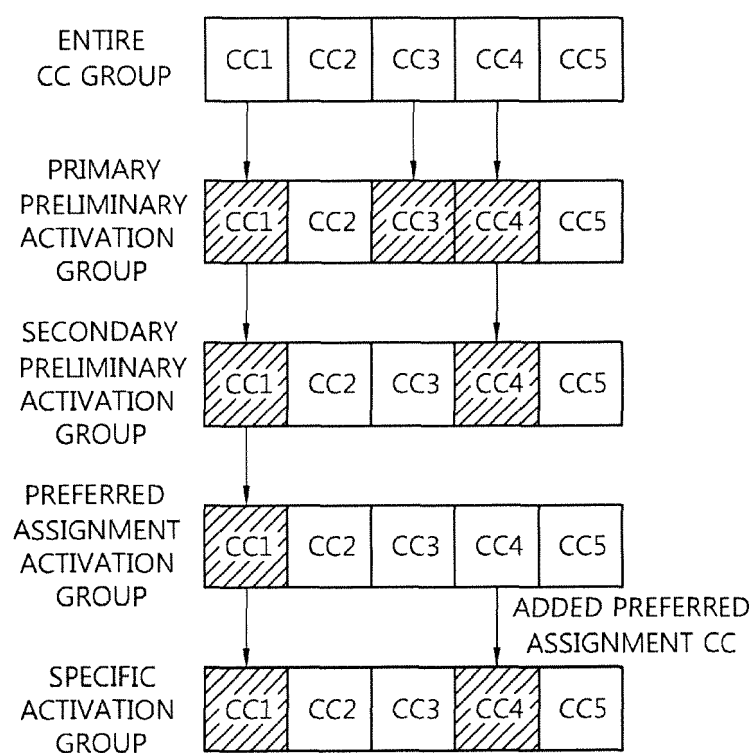 ENTIRE
CC GROUP
CC1 CC2 CC3 CC4 CC5
PRIMARY
PRELIMINARY
ACTIVATION
GROUP
CC1 CC2 CC3 CC4 CC5
SECONDARY
PRELIMINARY
ACTIVATION
GROUP
CC1 CC2 CC3 CC4 CC5
PREFERRED
ASSIGNMENT
ACTIVATION
GROUP
CC1 CC2 CC3 CC4 CC5
ADDED PREFERRED
ASSIGNMENT CC
SPECIFIC
ACTIVATION
GROUP
CC1 CC2 CC3 CC4 CC5